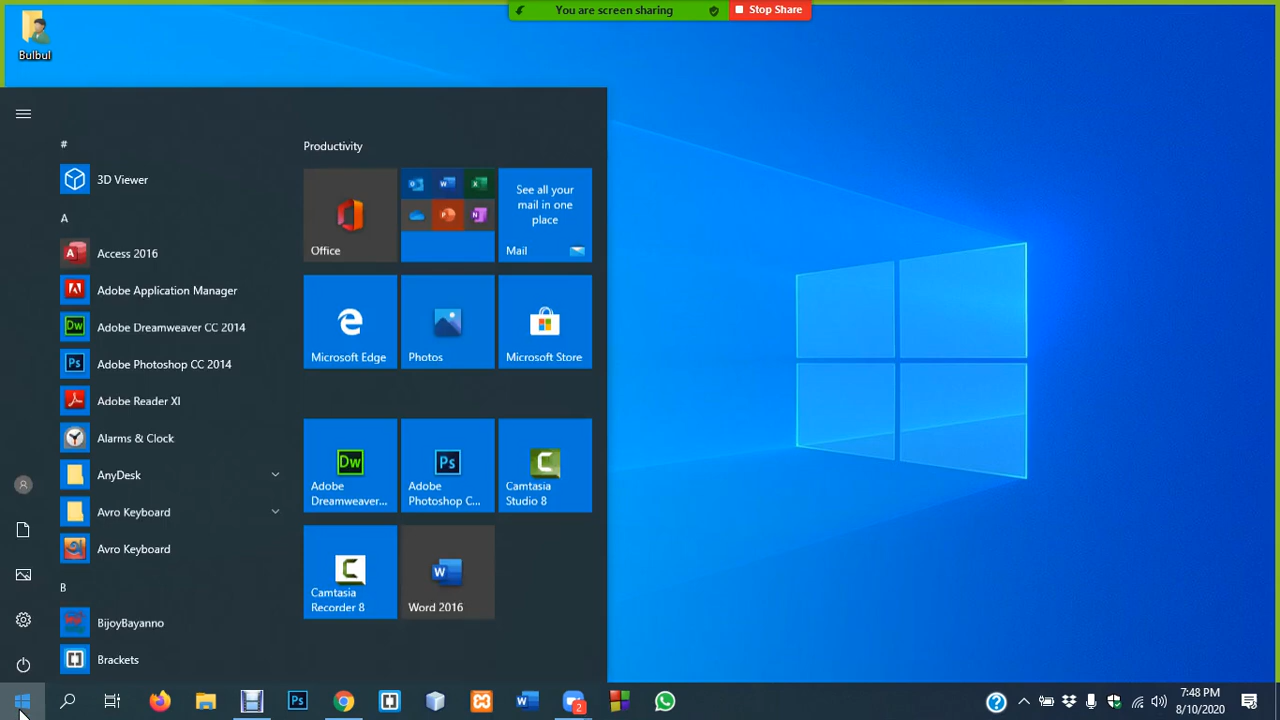 You are screen sharing
Stop Share
Bulbul
#
3D Viewer
A
Access 2016
Adobe Application Manager
Adobe Dreamweaver CC 2014
Adobe Photoshop CC 2014
Adobe Reader XI
Alarms & Clock
AnyDesk
Avro Keyboard
Avro Keyboard
B
BijoyBayanno
Brackets
Productivity
Office
See all your
mail in one
place
Mail
Microsoft Edge
Photos
Microsoft Store
Dw
Adobe
Dreamweaver...
Ps
Adobe
Photoshop C...
Camtasia
Studio 8
Camtasia
Recorder 8
Word 2016
2
7:48 PM
8/10/2020